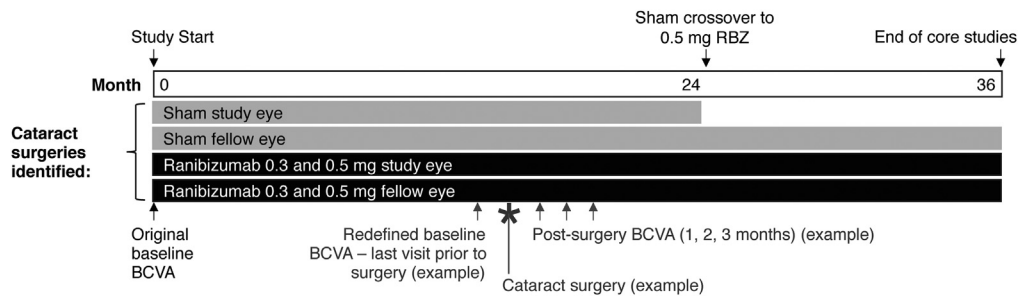 Sham crossover to
0.5 mg RBZ
Study Start
End of core studies
Month
0
24
36
Cataract
surgeries
identified:
Sham study eye
Sham fellow eye
Ranibizumab 0.3 and 0.5 mg study eye
Ranibizumab 0.3 and 0.5 mg fellow eye
Original
baseline
BCVA
Redefined baseline
BCVA – last visit prior to
surgery (example)
*
Post-surgery BCVA (1, 2, 3 months) (example)
Cataract surgery (example)